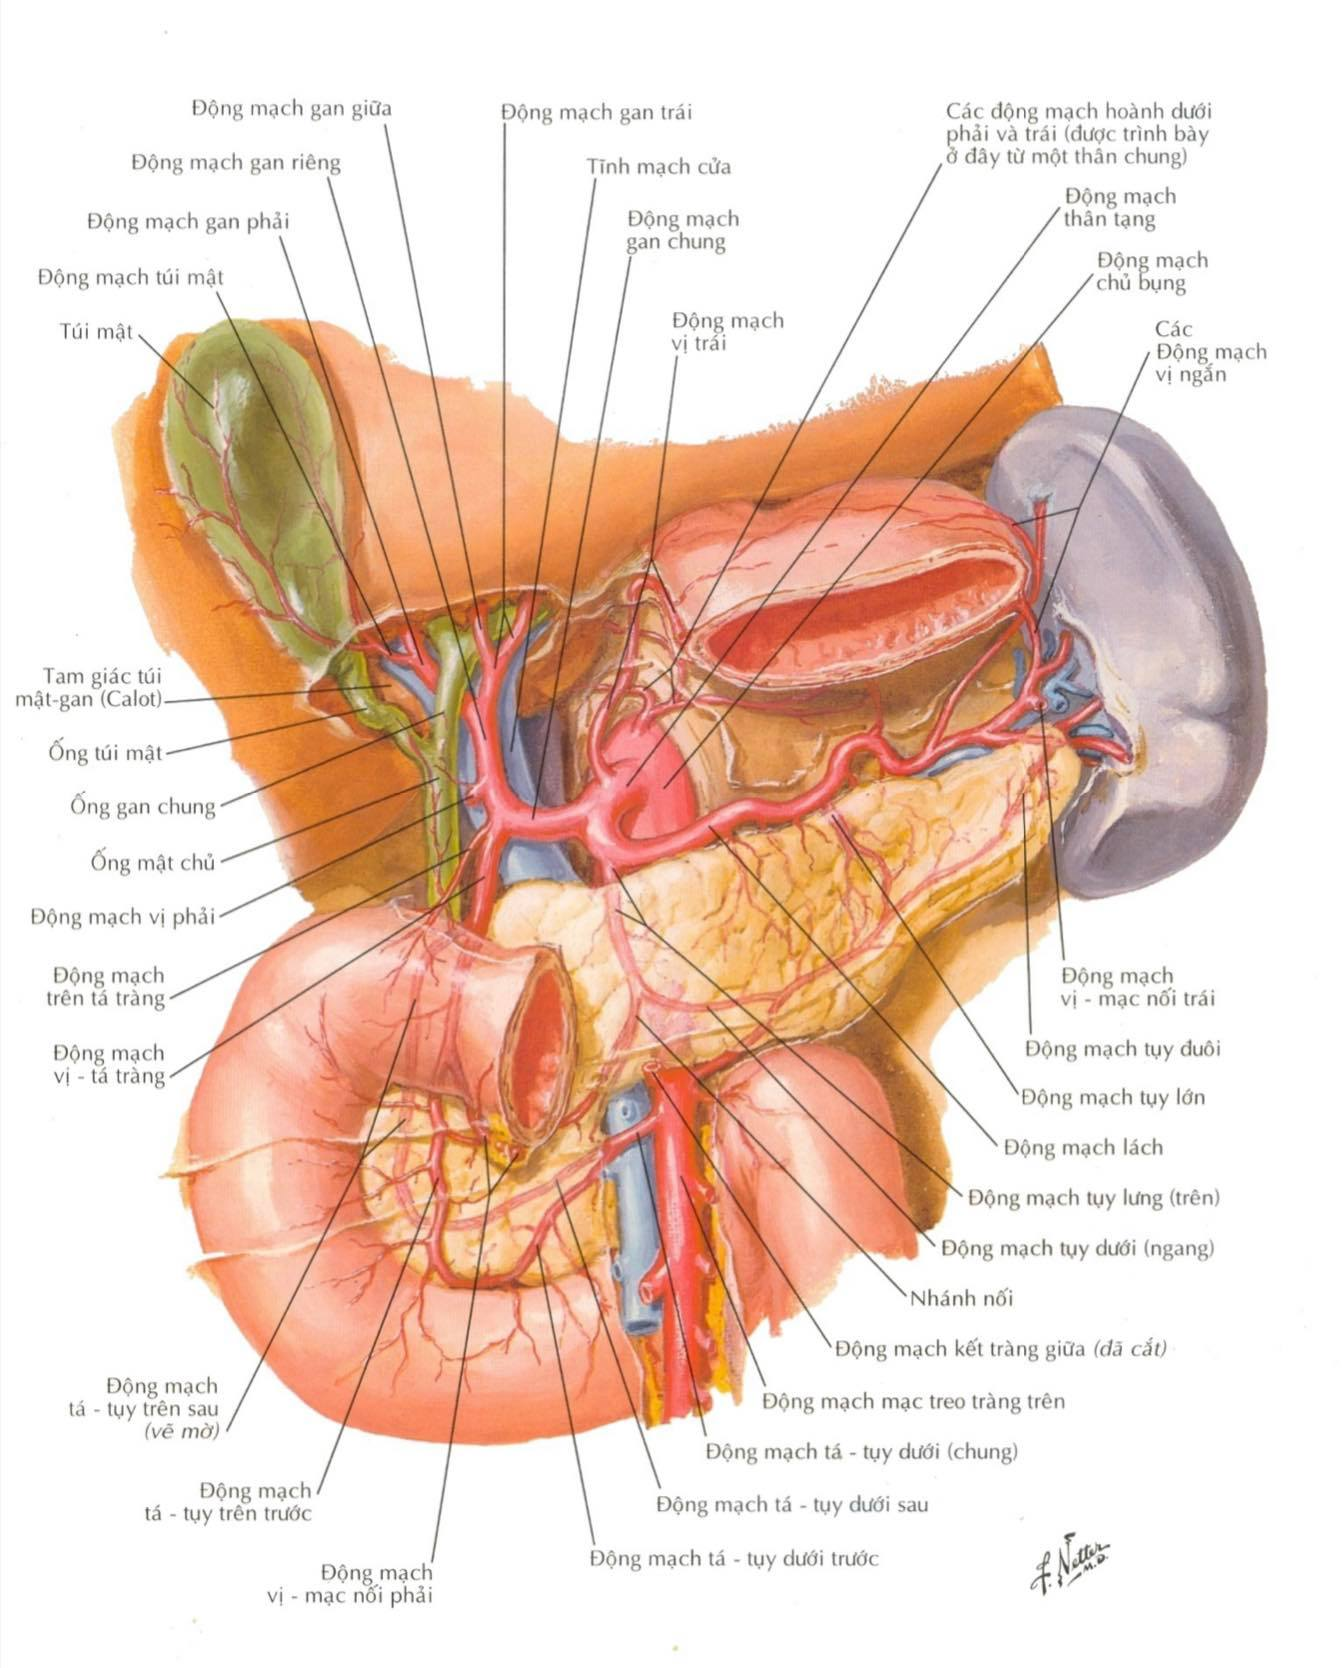 Động mạch gan giữa
Động mạch gan riêng
Động mạch gan phải
Động mạch túi mật
Túi mật
Động mạch gan trái
Tĩnh mạch cửa
Động mạch
gan chung
Động mạch
vị trái
Các động mạch hoành dưới
phải và trái (được trình bày
ở đây từ một thân chung)
Động mạch
thân tạng
Động mạch
chủ bụng
Các
Động mạch
vị ngắn
Tam giác túi
mật-gan (Calot)
Ống túi mật
Ống gan chung
Ống mật chủ
Động mạch vị phải
Động mạch
trên tá tràng
Động mạch
vị - tá tràng
Động mạch
tá - tụy trên sau
(vẽ mờ)
Động mạch
tá - tụy trên trước
Động mạch
vị - mạc nối phải
Động mạch
vị - mạc nối trái
Động mạch tụy đuôi
Động mạch tụy lớn
Động mạch lách
Động mạch tụy lưng (trên)
Động mạch tụy dưới (ngang)
Nhánh nối
Động mạch kết tràng giữa (đã cắt)
Động mạch mạc treo tràng trên
Động mạch tá - tụy dưới (chung)
Động mạch tá - tụy dưới sau
Động mạch tá - tụy dưới trước
F. Netter
M.D.